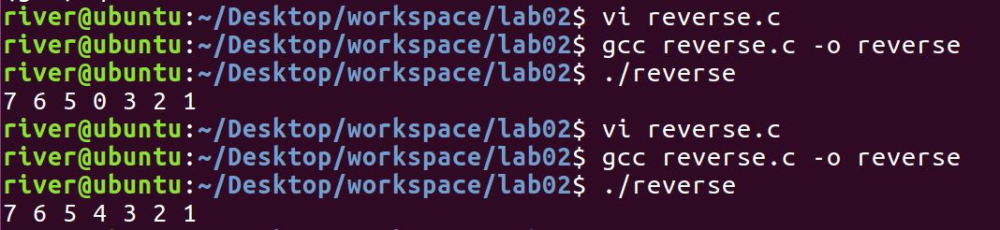 river@ubuntu:~/Desktop/workspace/lab02$ vi reverse.c
river@ubuntu:~/Desktop/workspace/lab02$ gcc reverse.c -o reverse
river@ubuntu:~/Desktop/workspace/lab02$ ./reverse
7 6 5 0 3 2 1
river@ubuntu:~/Desktop/workspace/lab02$ vi reverse.c
river@ubuntu:~/Desktop/workspace/lab02$ gcc reverse.c -o reverse
river@ubuntu:~/Desktop/workspace/lab02$ ./reverse
7 6 5 4 3 2 1